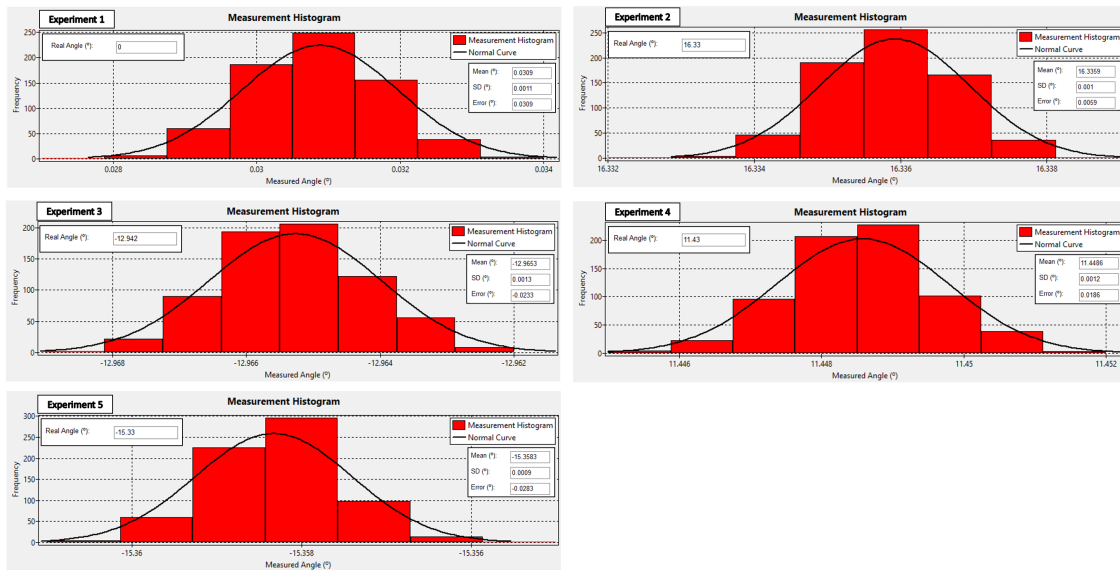 Experiment 1
Measurement Histogram
Real Angle (º): 0
Measurement Histogram
Normal Curve
Mean (º): 0.0309
SD (º): 0.0011
Error (º): 0.0309
Frequency
250
200
150
100
50
0
0.028 0.03 0.032 0.034
Measured Angle (º)
Experiment 2
Measurement Histogram
Real Angle (º): 16.33
Measurement Histogram
Normal Curve
Mean (º): 16.3359
SD (º): 0.001
Error (º): 0.0059
Frequency
250
200
150
100
50
0
16.332 16.334 16.336 16.338
Measured Angle (º)
Experiment 3
Measurement Histogram
Real Angle (º): -12.942
Measurement Histogram
Normal Curve
Mean (º): -12.9653
SD (º): 0.0013
Error (º): -0.0233
Frequency
200
150
100
50
0
-12.968 -12.966 -12.964 -12.962
Measured Angle (º)
Experiment 4
Measurement Histogram
Real Angle (º): 11.43
Measurement Histogram
Normal Curve
Mean (º): 11.4486
SD (º): 0.0012
Error (º): 0.0186
Frequency
200
150
100
50
0
11.446 11.448 11.45 11.452
Measured Angle (º)
Experiment 5
Measurement Histogram
Real Angle (º): -15.33
Measurement Histogram
Normal Curve
Mean (º): -15.3583
SD (º): 0.0009
Error (º): -0.0283
Frequency
300
250
200
150
100
50
0
-15.36 -15.358 -15.356
Measured Angle (º)